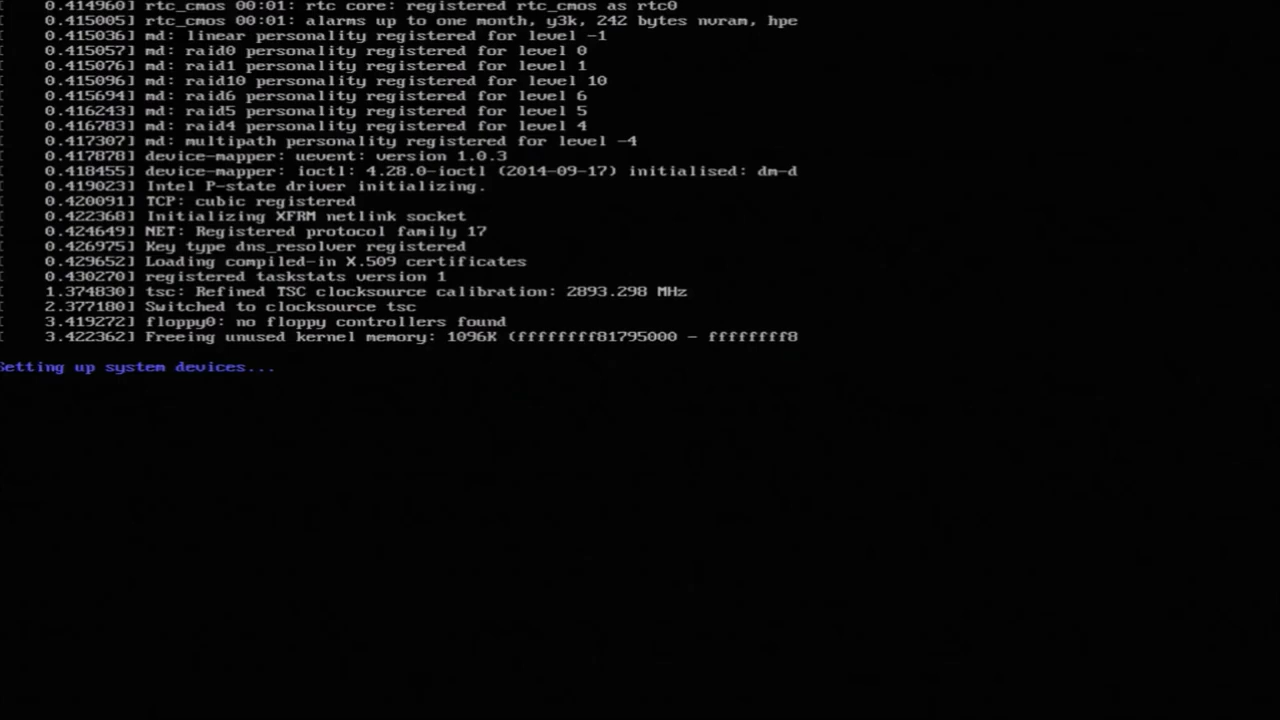 [    0.414960] rtc_cmos 00:01: rtc core: registered rtc_cmos as rtc0
[    0.415005] rtc_cmos 00:01: alarms up to one month, y3k, 242 bytes nvram, hpe
[    0.415036] md: linear personality registered for level -1
[    0.415057] md: raid0 personality registered for level 0
[    0.415076] md: raid1 personality registered for level 1
[    0.415096] md: raid10 personality registered for level 10
[    0.415694] md: raid6 personality registered for level 6
[    0.416243] md: raid5 personality registered for level 5
[    0.416783] md: raid4 personality registered for level 4
[    0.417307] md: multipath personality registered for level -4
[    0.417878] device-mapper: uevent: version 1.0.3
[    0.418455] device-mapper: ioctl: 4.28.0-ioctl (2014-09-17) initialised: dm-d
[    0.419023] Intel P-state driver initializing.
[    0.420091] TCP: cubic registered
[    0.422368] Initializing XFRM netlink socket
[    0.424649] NET: Registered protocol family 17
[    0.426975] Key type dns_resolver registered
[    0.429652] Loading compiled-in X.509 certificates
[    0.430270] registered taskstats version 1
[    1.374830] tsc: Refined TSC clocksource calibration: 2893.298 MHz
[    2.377180] Switched to clocksource tsc
[    3.419272] floppy0: no floppy controllers found
[    3.422362] Freeing unused kernel memory: 1096K (ffffffff81795000 - ffffffff8
Setting up system devices...